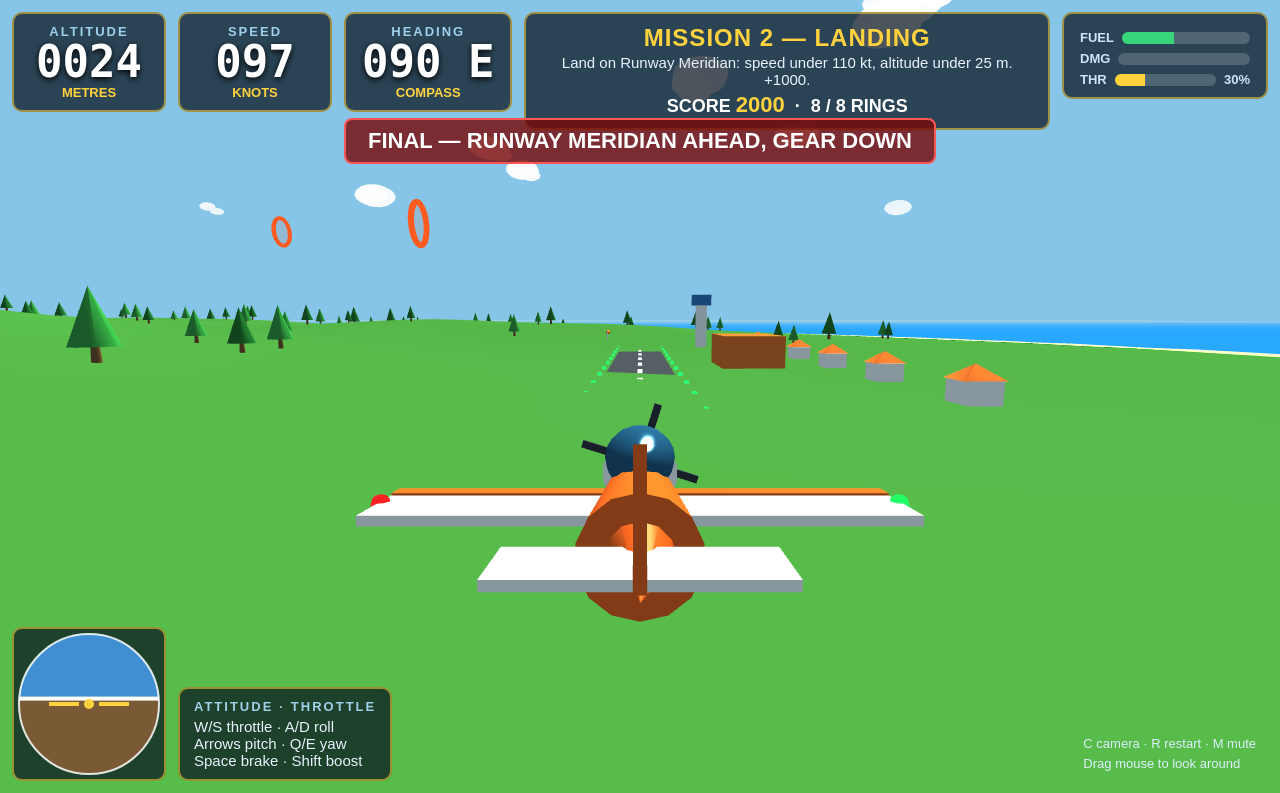 ALTITUDE
0024
METRES
SPEED
097
KNOTS
HEADING
090 E
COMPASS
MISSION 2 — LANDING
Land on Runway Meridian: speed under 110 kt, altitude under 25 m.
+1000.
SCORE 2000 · 8 / 8 RINGS
FUEL
DMG
THR 30%
FINAL — RUNWAY MERIDIAN AHEAD, GEAR DOWN
ATTITUDE · THROTTLE
W/S throttle · A/D roll
Arrows pitch · Q/E yaw
Space brake · Shift boost
C camera · R restart · M mute
Drag mouse to look around